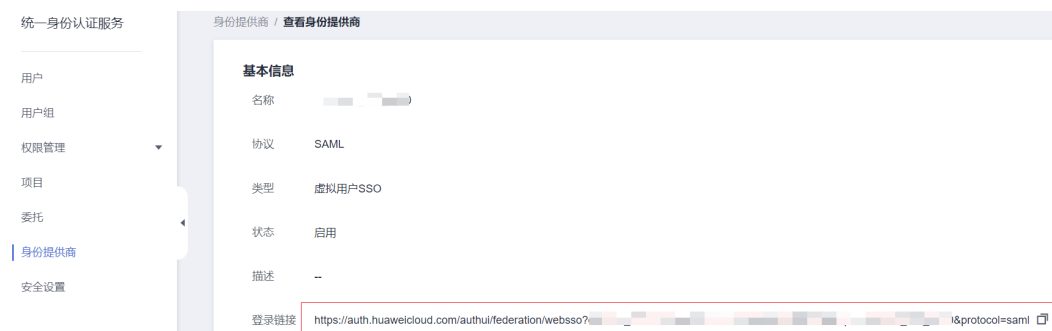 统一身份认证服务
用户
用户组
权限管理
项目
委托
身份提供商
安全设置
身份提供商 / 查看身份提供商
基本信息
名称
协议 SAML
类型 虚拟用户SSO
状态 启用
描述 --
登录链接 https://auth.huaweicloud.com/authui/federation/websso? &protocol=saml